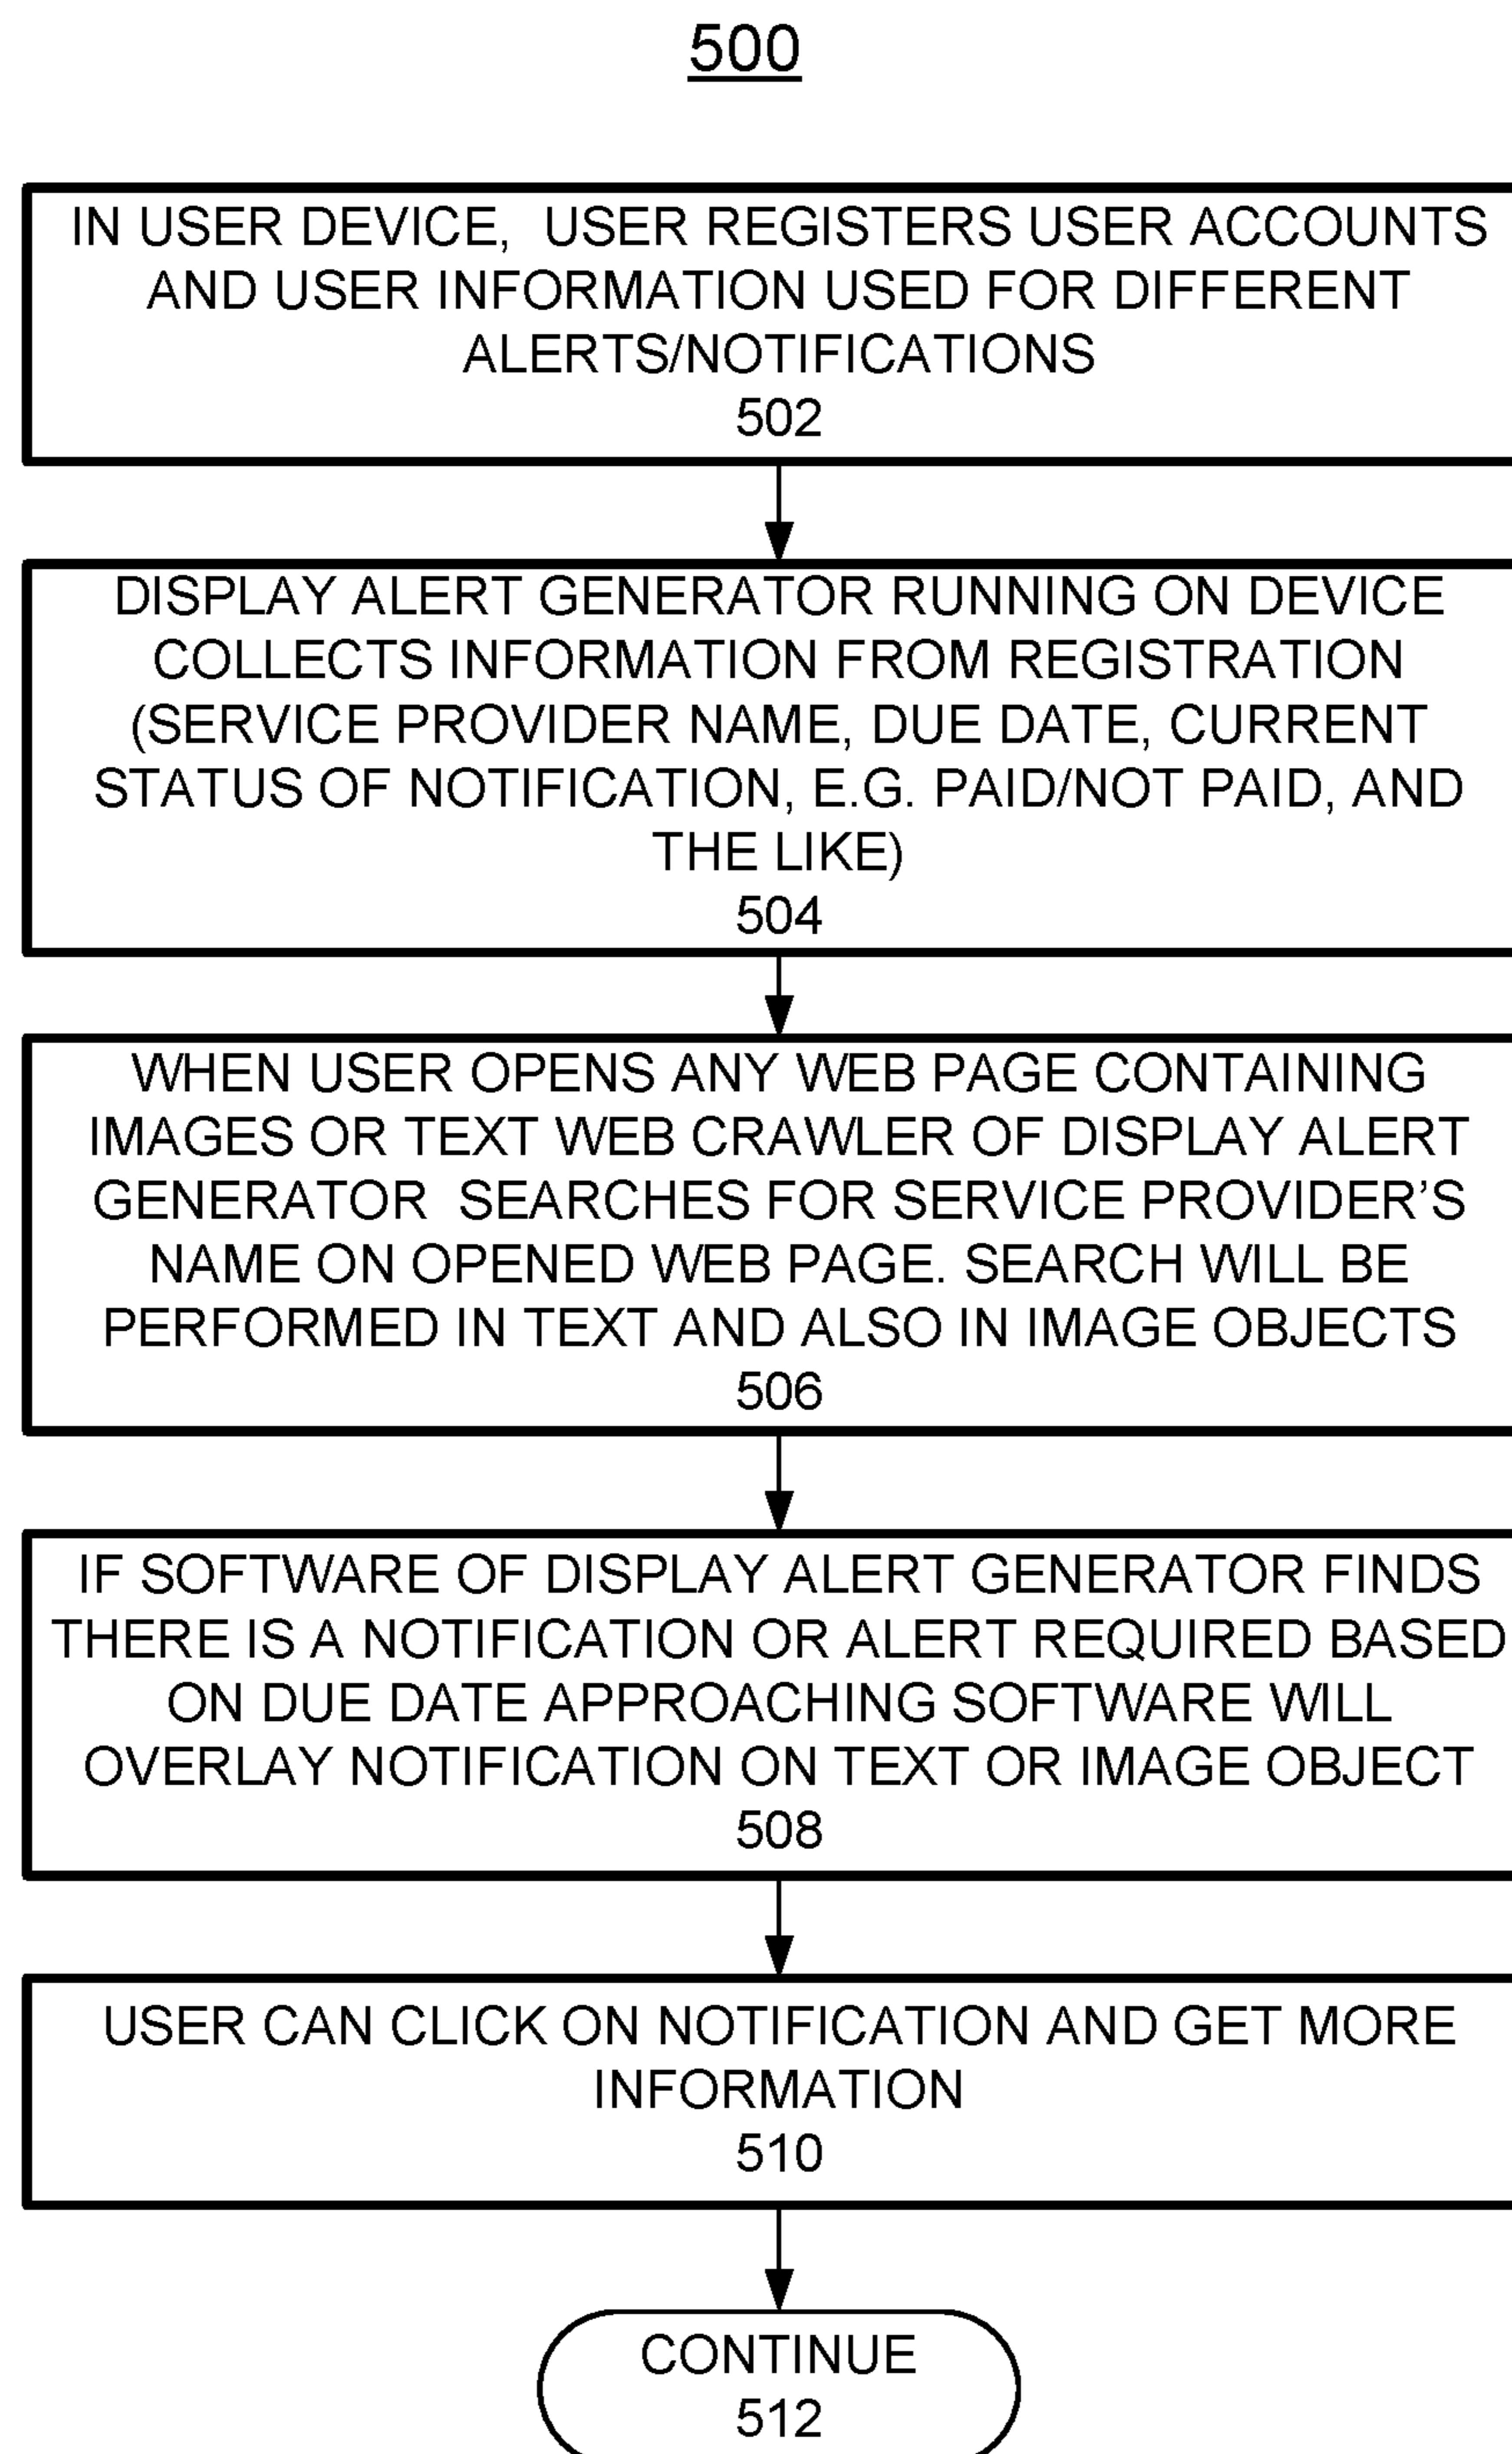 500
IN USER DEVICE, USER REGISTERS USER ACCOUNTS
AND USER INFORMATION USED FOR DIFFERENT
ALERTS/NOTIFICATIONS
502
DISPLAY ALERT GENERATOR RUNNING ON DEVICE
COLLECTS INFORMATION FROM REGISTRATION
(SERVICE PROVIDER NAME, DUE DATE, CURRENT
STATUS OF NOTIFICATION, E.G. PAID/NOT PAID, AND
THE LIKE)
504
WHEN USER OPENS ANY WEB PAGE CONTAINING
IMAGES OR TEXT WEB CRAWLER OF DISPLAY ALERT
GENERATOR SEARCHES FOR SERVICE PROVIDER’S
NAME ON OPENED WEB PAGE. SEARCH WILL BE
PERFORMED IN TEXT AND ALSO IN IMAGE OBJECTS
506
IF SOFTWARE OF DISPLAY ALERT GENERATOR FINDS
THERE IS A NOTIFICATION OR ALERT REQUIRED BASED
ON DUE DATE APPROACHING SOFTWARE WILL
OVERLAY NOTIFICATION ON TEXT OR IMAGE OBJECT
508
USER CAN CLICK ON NOTIFICATION AND GET MORE
INFORMATION
510
CONTINUE
512